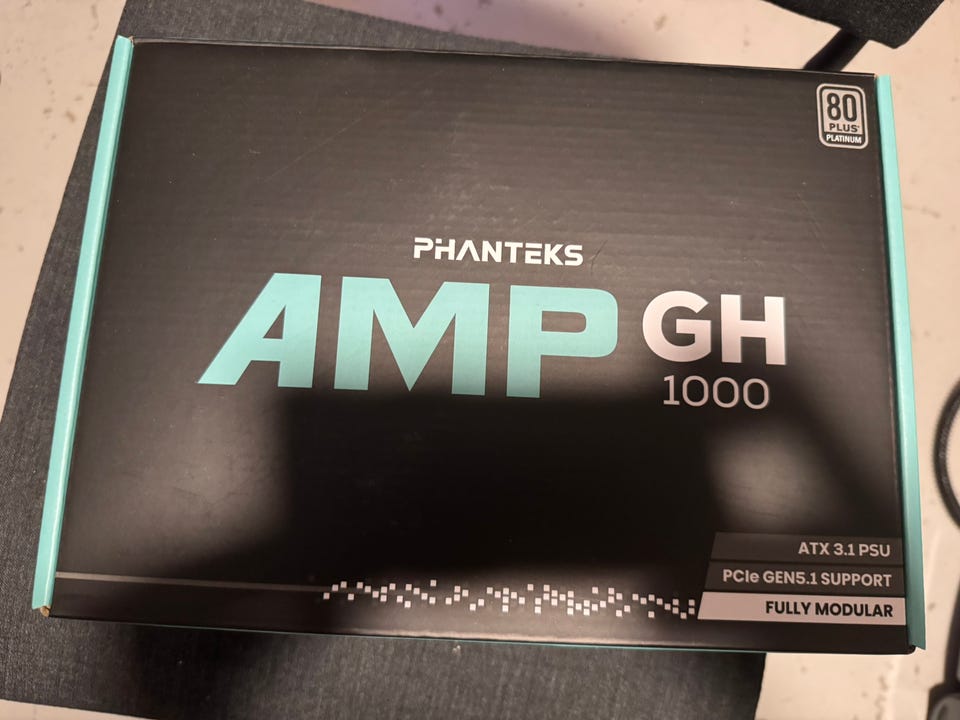 80
PLUS
PLATINUM
PHANTEKS
AMP GH
1000
ATX 3.1 PSU
PCIe GEN5.1 SUPPORT
FULLY MODULAR